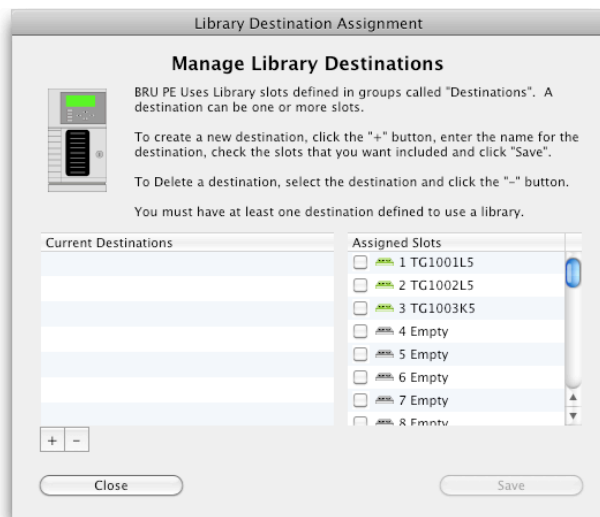 Library Destination Assignment
Manage Library Destinations
BRU PE Uses Library slots defined in groups called "Destinations". A
destination can be one or more slots.
To create a new destination, click the "+" button, enter the name for the
destination, check the slots that you want included and click "Save".
To Delete a destination, select the destination and click the "-" button.
You must have at least one destination defined to use a library.
Current Destinations
Assigned Slots
1 TG1001L5
2 TG1002L5
3 TG1003K5
4 Empty
5 Empty
6 Empty
7 Empty
8 Empty
+ -
Close
Save